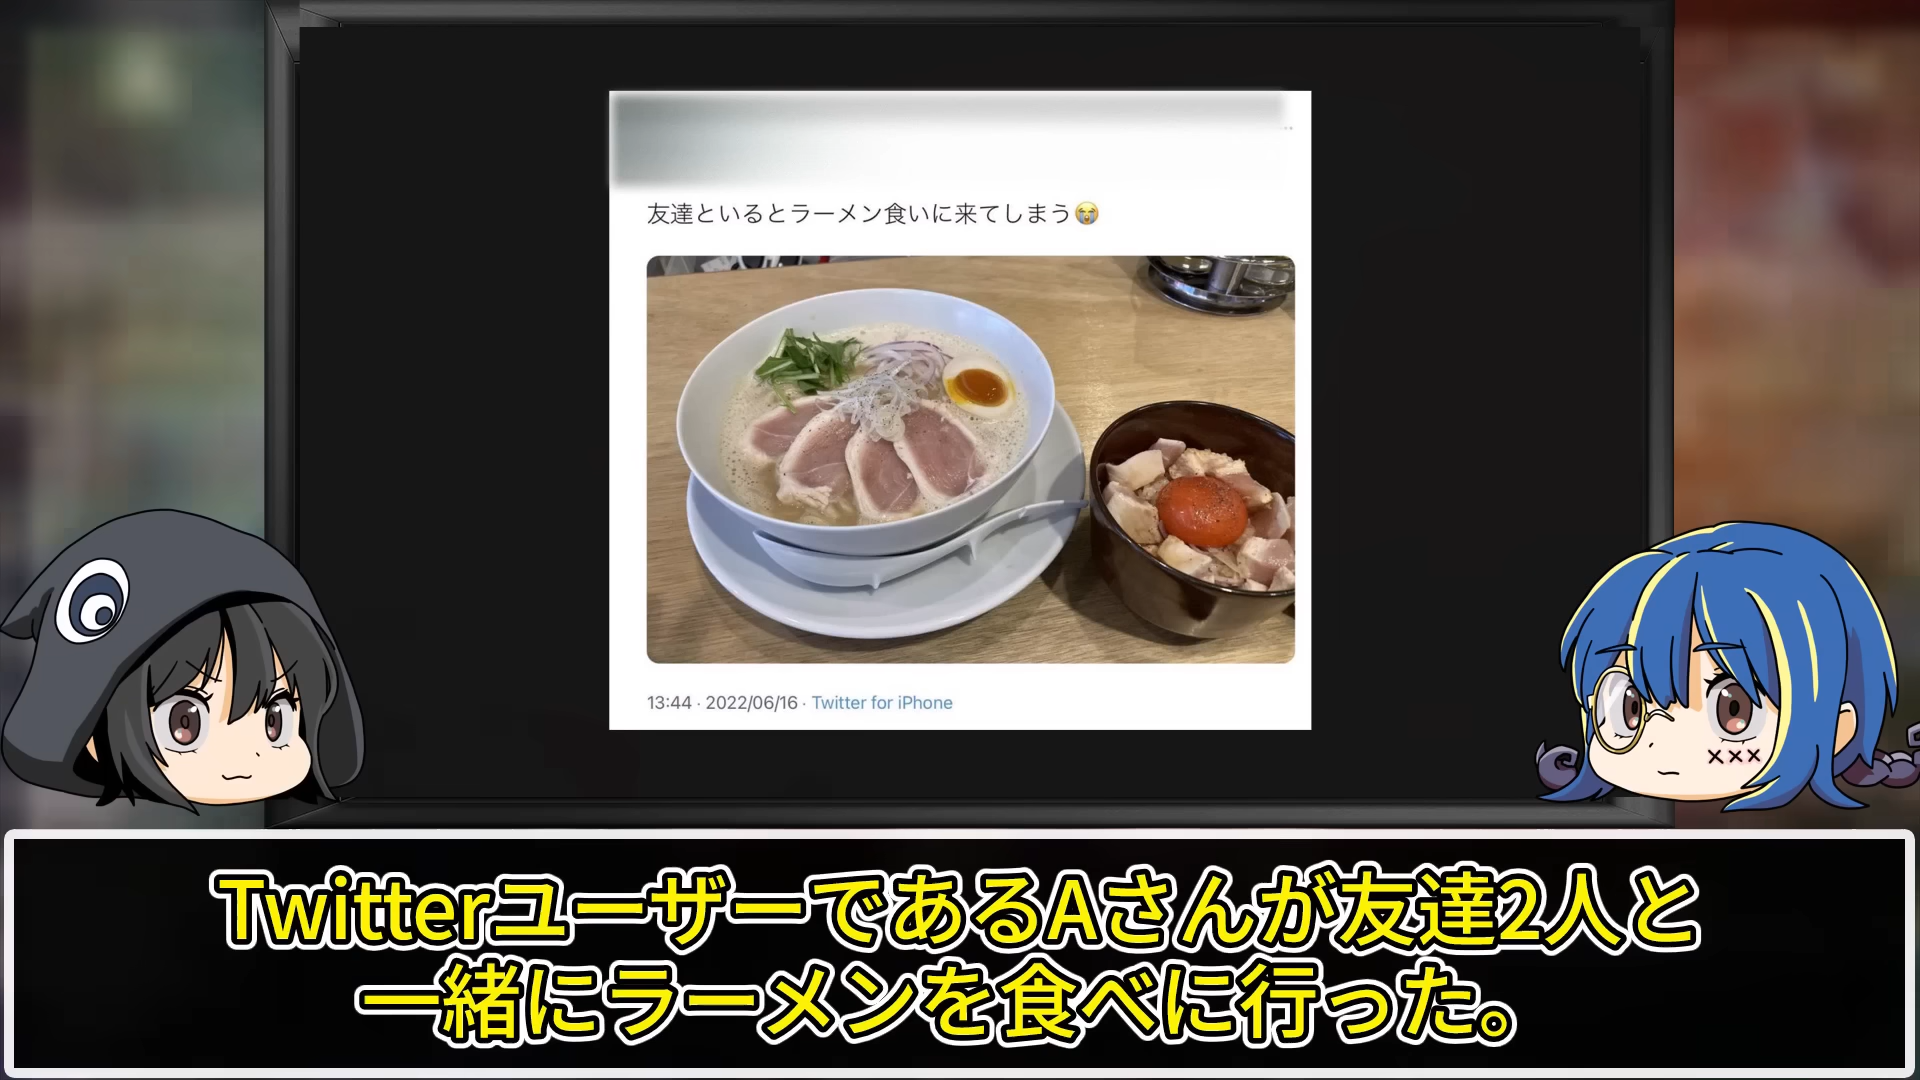 友達といるとラーメン食いに来てしまう😭
13:44 · 2022/06/16 · Twitter for iPhone
×××
TwitterユーザーであるAさんが友達2人と
一緒にラーメンを食べに行った。